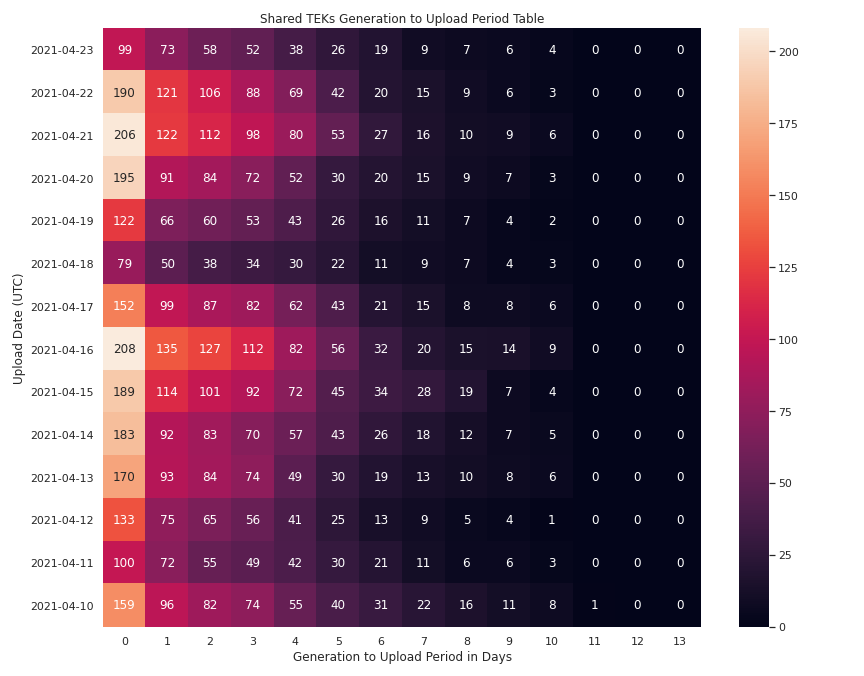 Shared TEKs Generation to Upload Period Table
Upload Date (UTC)
2021-04-23 99 73 58 52 38 26 19 9 7 6 4 0 0 0
2021-04-22 190 121 106 88 69 42 20 15 9 6 3 0 0 0
2021-04-21 206 122 112 98 80 53 27 16 10 9 6 0 0 0
2021-04-20 195 91 84 72 52 30 20 15 9 7 3 0 0 0
2021-04-19 122 66 60 53 43 26 16 11 7 4 2 0 0 0
2021-04-18 79 50 38 34 30 22 11 9 7 4 3 0 0 0
2021-04-17 152 99 87 82 62 43 21 15 8 8 6 0 0 0
2021-04-16 208 135 127 112 82 56 32 20 15 14 9 0 0 0
2021-04-15 189 114 101 92 72 45 34 28 19 7 4 0 0 0
2021-04-14 183 92 83 70 57 43 26 18 12 7 5 0 0 0
2021-04-13 170 93 84 74 49 30 19 13 10 8 6 0 0 0
2021-04-12 133 75 65 56 41 25 13 9 5 4 1 0 0 0
2021-04-11 100 72 55 49 42 30 21 11 6 6 3 0 0 0
2021-04-10 159 96 82 74 55 40 31 22 16 11 8 1 0 0
0 1 2 3 4 5 6 7 8 9 10 11 12 13
Generation to Upload Period in Days
200
175
150
125
100
75
50
25
0